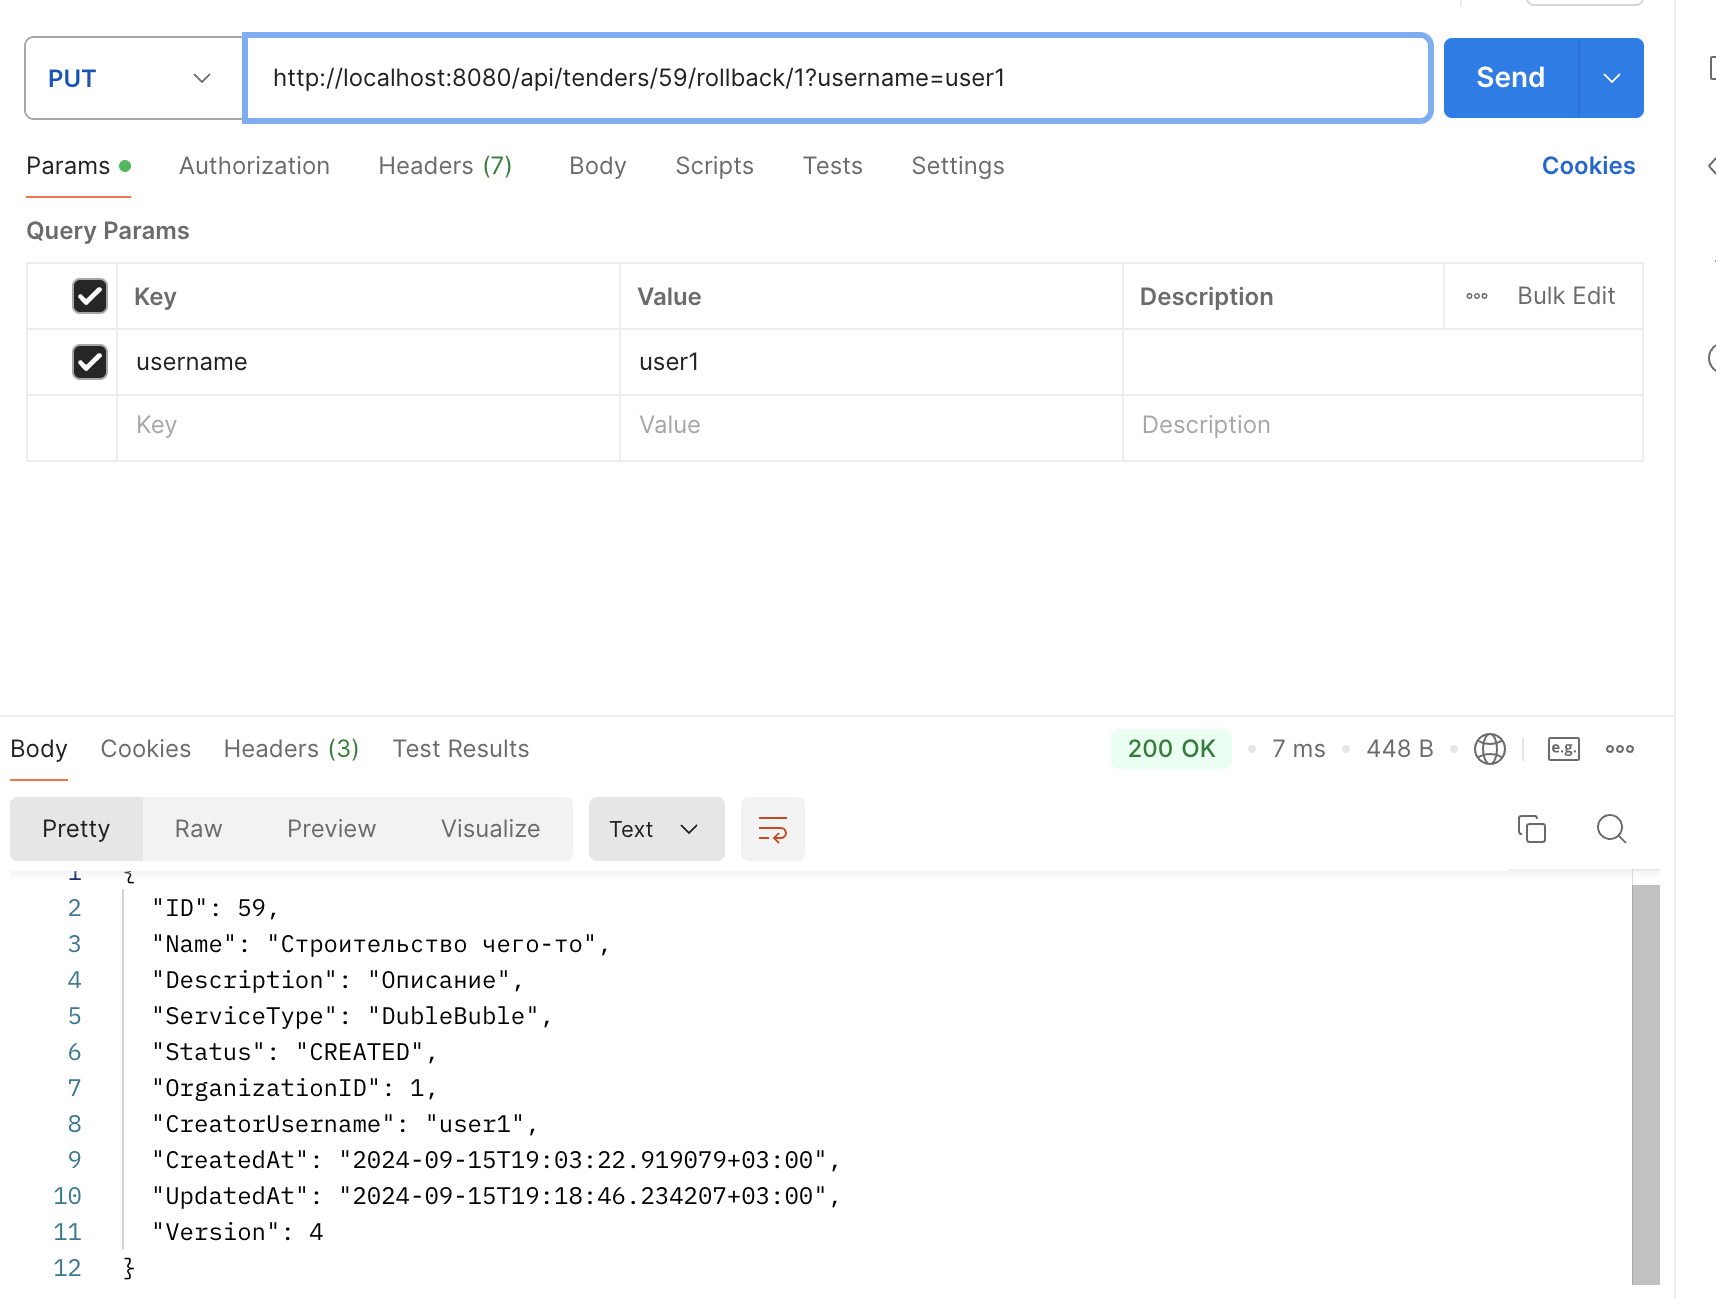 PUT http://localhost:8080/api/tenders/59/rollback/1?username=user1 Send
Params Authorization Headers (7) Body Scripts Tests Settings Cookies
Query Params
Key Value Description Bulk Edit
username user1
Key Value Description
Body Cookies Headers (3) Test Results 200 OK 7 ms 448 B e.g.
Pretty Raw Preview Visualize Text
1 {
2 "ID": 59,
3 "Name": "Строительство чего-то",
4 "Description": "Описание",
5 "ServiceType": "DubleBuble",
6 "Status": "CREATED",
7 "OrganizationID": 1,
8 "CreatorUsername": "user1",
9 "CreatedAt": "2024-09-15T19:03:22.919079+03:00",
10 "UpdatedAt": "2024-09-15T19:18:46.234207+03:00",
11 "Version": 4
12 }